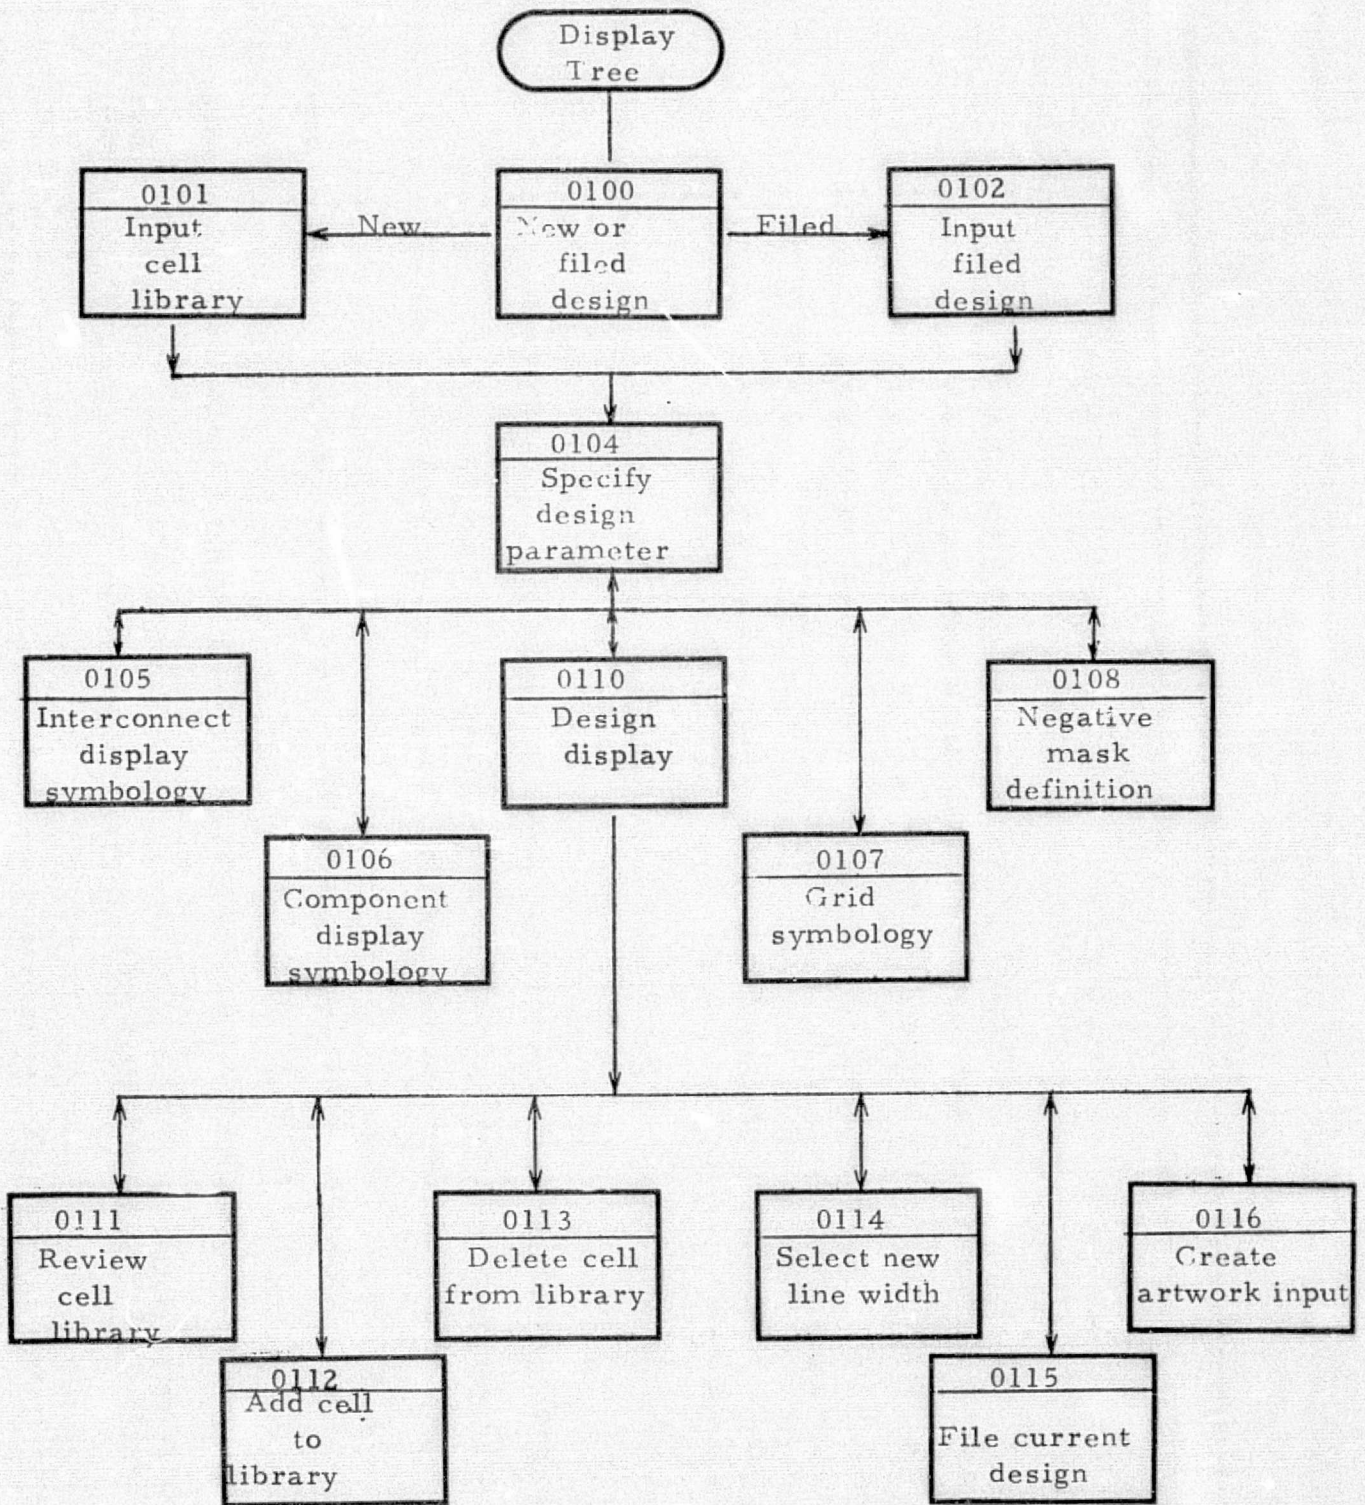 Display
Tree
0101
Input
cell
library
New
0100
New or
filed
design
Filed
0102
Input
filed
design
0104
Specify
design
parameter
0105
Interconnect
display
symbology
0110
Design
display
0108
Negative
mask
definition
0106
Component
display
symbology
0107
Grid
symbology
0111
Review
cell
library
0113
Delete cell
from library
0114
Select new
line width
0116
Create
artwork input
0112
Add cell
to
library
0115
File current
design